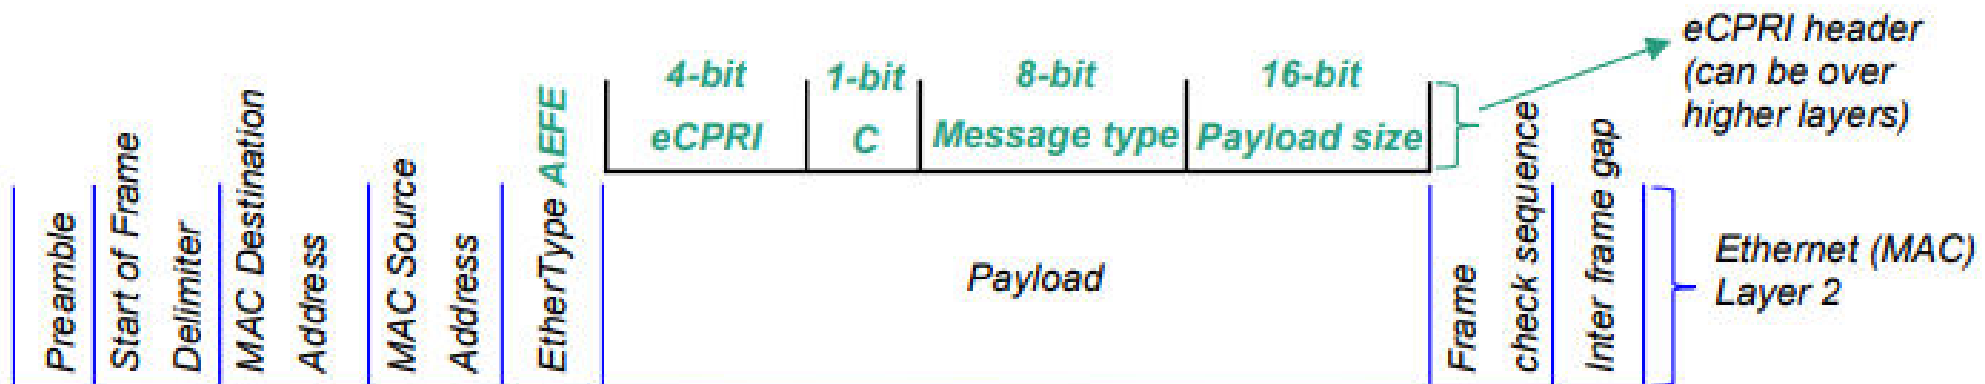 4-bit
1-bit
8-bit
16-bit
eCPRI
C
Message type
Payload size
eCPRI header
(can be over
higher layers)
Preamble
Start of Frame
Delimiter
MAC Destination
Address
MAC Source
Address
EtherType AEFE
Payload
Frame
check sequence
Inter frame gap
Ethernet (MAC)
Layer 2